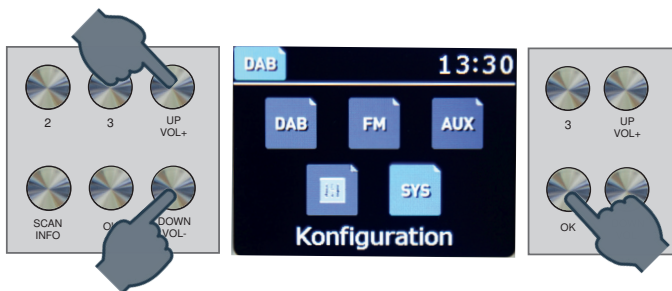 2
3
UP
VOL+
SCAN
INFO
DOWN
VOL-
DAB
13:30
DAB
FM
AUX
SYS
Konfiguration
3
UP
VOL+
OK